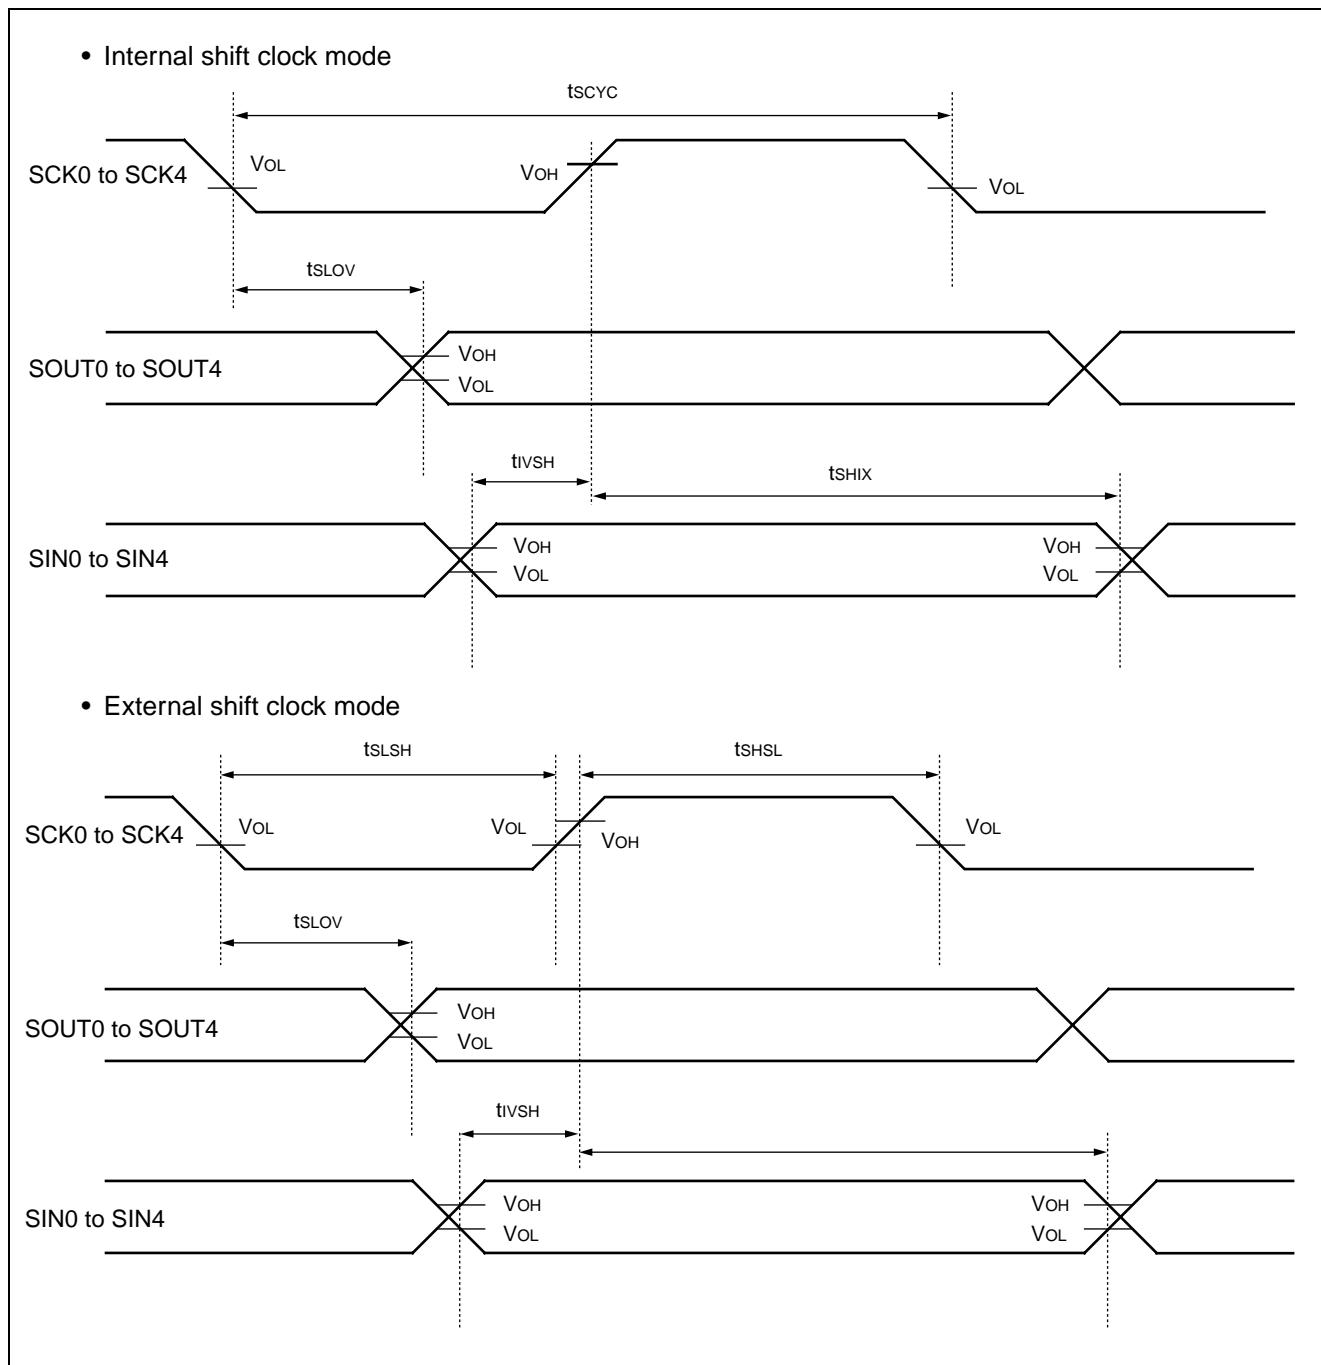 • Internal shift clock mode
tSCYC
SCK0 to SCK4
VOL
VOH
VOL
tSLOV
SOUT0 to SOUT4
VOH
VOL
tIVSH
tSHIX
SIN0 to SIN4
VOH
VOL
VOH
VOL
• External shift clock mode
tSLSH
tSHSL
SCK0 to SCK4
VOL
VOL
VOH
VOL
tSLOV
SOUT0 to SOUT4
VOH
VOL
tIVSH
SIN0 to SIN4
VOH
VOL
VOH
VOL